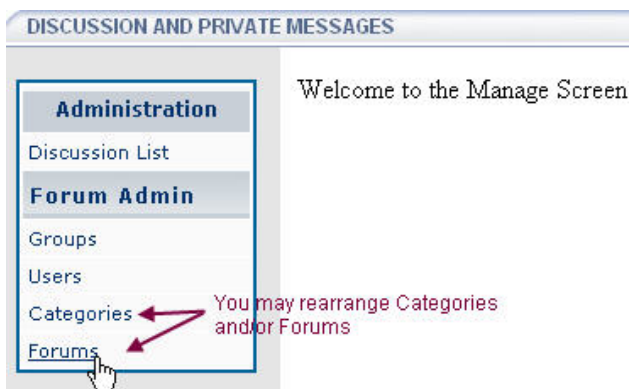 DISCUSSION AND PRIVATE MESSAGES
Welcome to the Manage Screen
Administration
Discussion List
Forum Admin
Groups
Users
Categories
Forums
You may rearrange Categories
and/or Forums